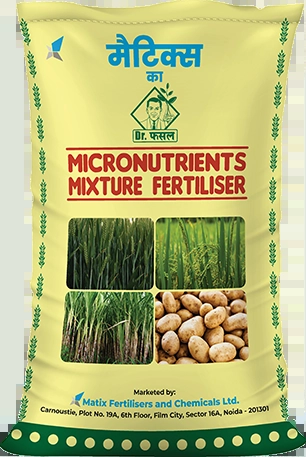 मैटिक्स
का
Dr. फसल
MICRONUTRIENTS
MIXTURE FERTILISER
Marketed by:
Matix Fertilisers and Chemicals Ltd.
Carnoustie, Plot No. 19A, 6th Floor, Film City, Sector 16A, Noida - 201301